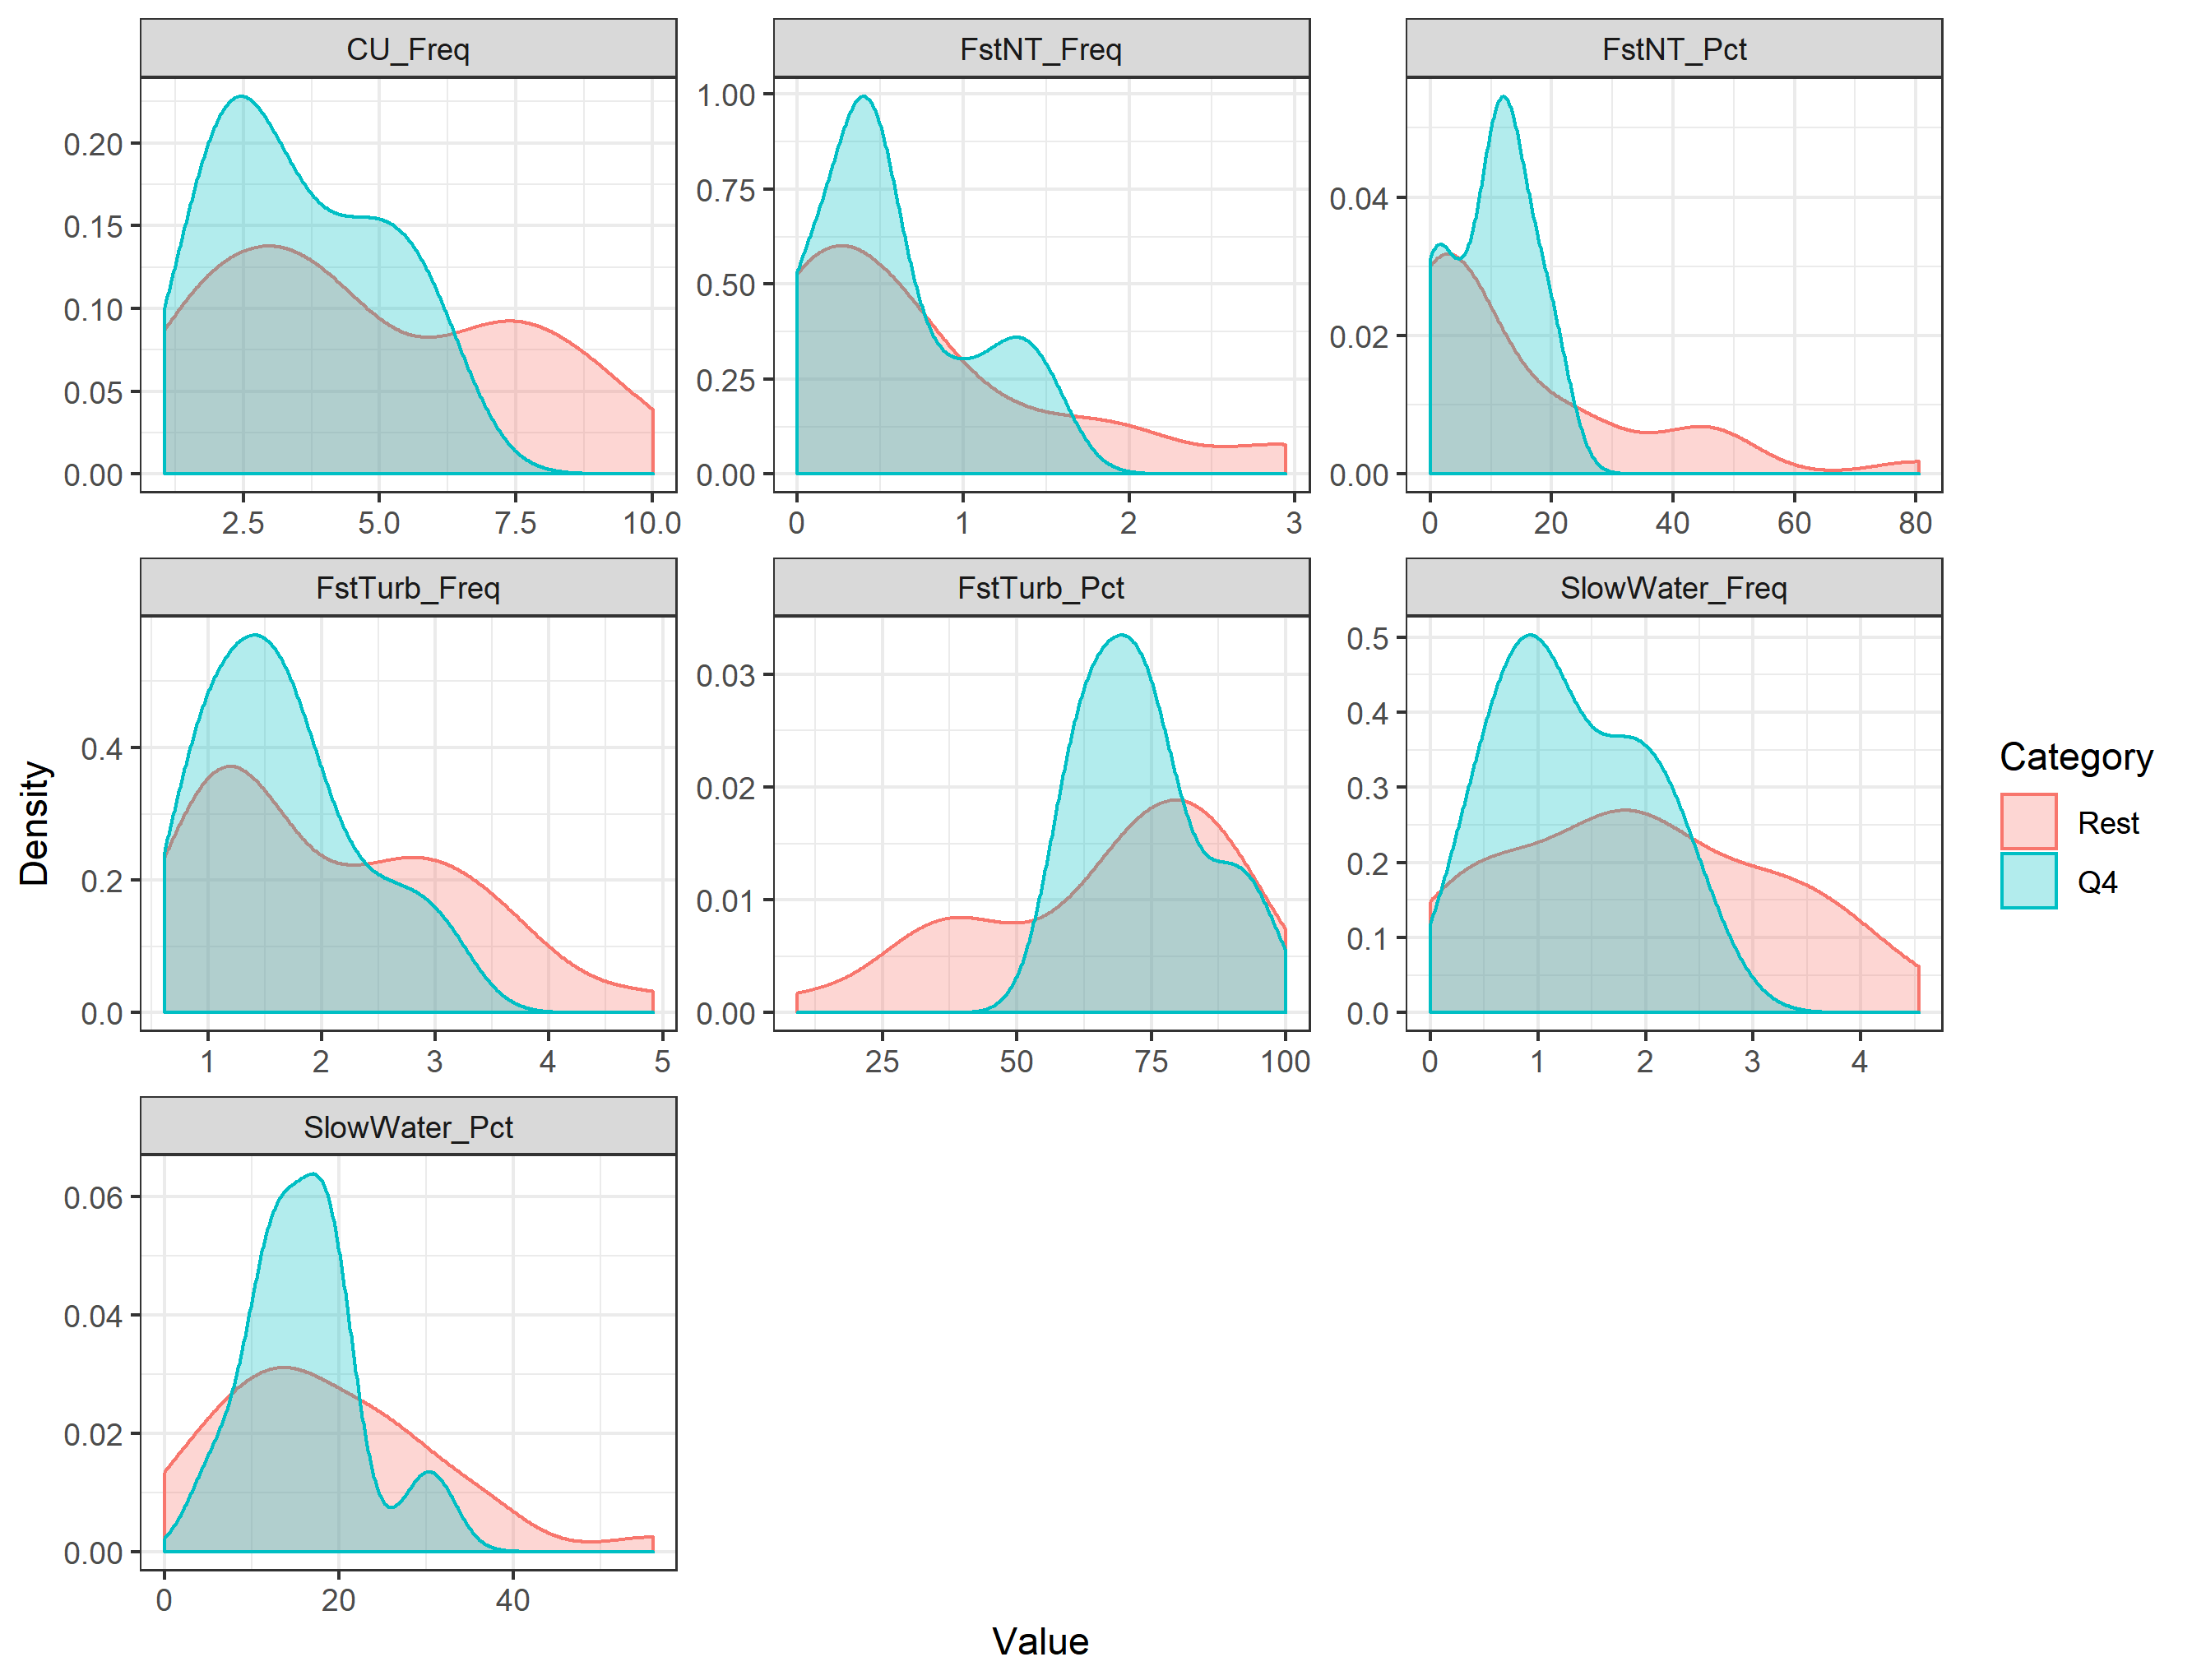 CU_Freq FstNT_Freq FstNT_Pct
0.20 0.15 0.10 0.05 0.00
1.00 0.75 0.50 0.25 0.00
0.04 0.02 0.00
2.5 5.0 7.5 10.0 0 1 2 3 0 20 40 60 80
FstTurb_Freq FstTurb_Pct SlowWater_Freq
0.4 0.2 0.0
0.03 0.02 0.01 0.00
0.5 0.4 0.3 0.2 0.1 0.0
1 2 3 4 5 25 50 75 100 0 1 2 3 4
SlowWater_Pct
0.06 0.04 0.02 0.00
0 20 40
Density
Value
Category
Rest
Q4